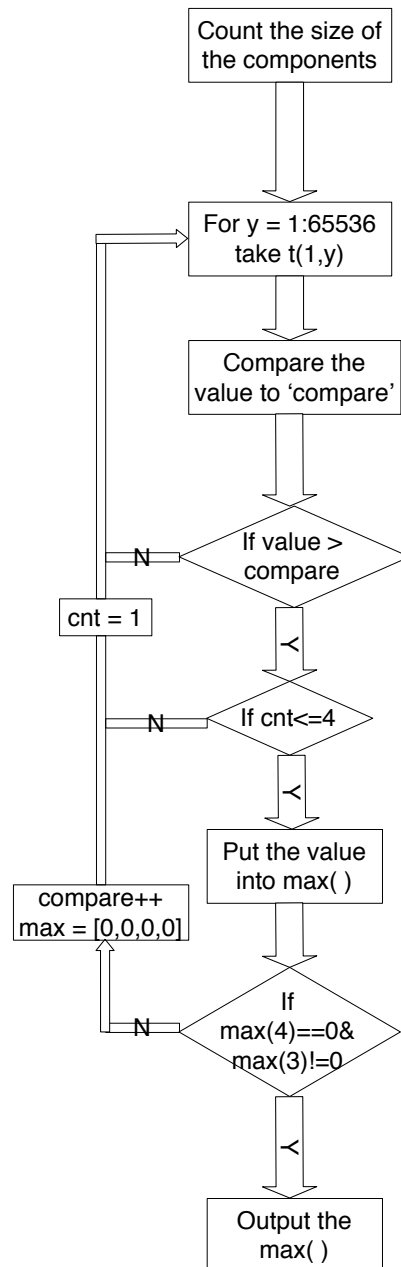 Count the size of
the components
For y = 1:65536
take t(1,y)
Compare the
value to ‘compare’
If value >
compare
N
cnt = 1
Y
If cnt<=4
N
Y
Put the value
into max( )
compare++
max = [0,0,0,0]
If
max(4)==0&
max(3)!=0
N
Y
Output the
max( )